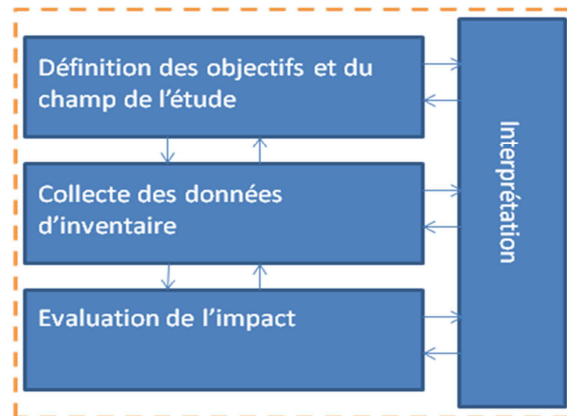 Définition des objectifs et du
champ de l'étude
Collecte des données
d'inventaire
Evaluation de l'impact
Interprétation